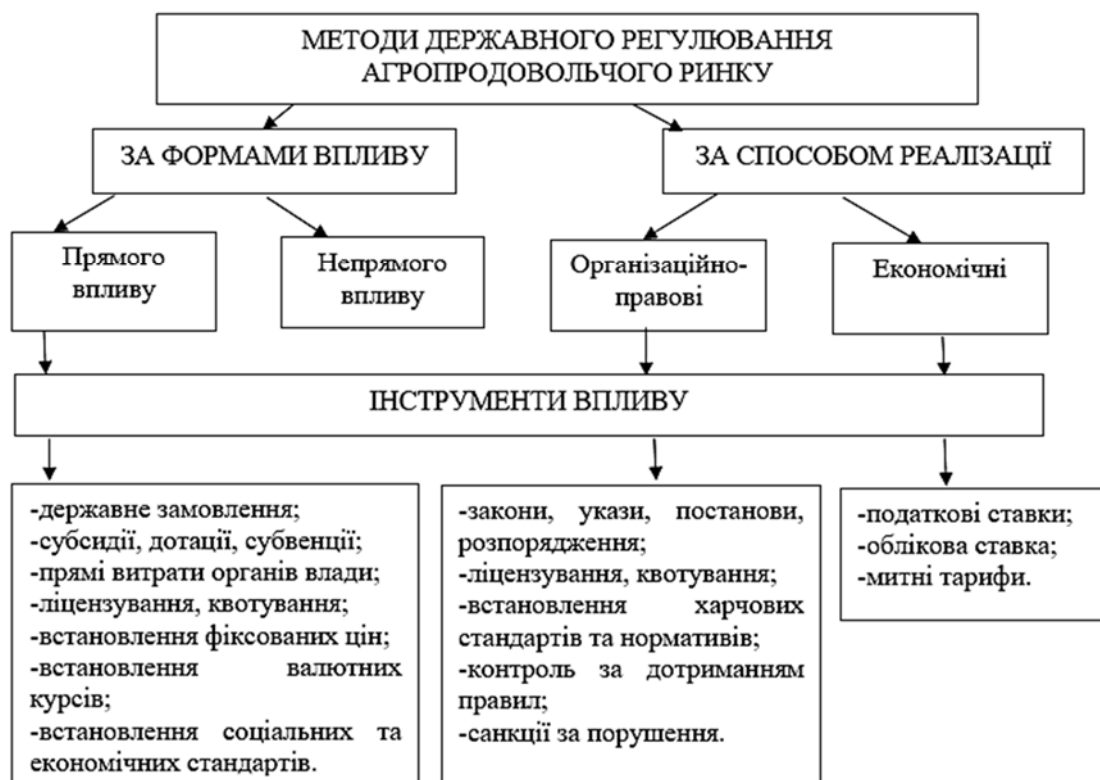 МЕТОДИ ДЕРЖАВНОГО РЕГУЛЮВАННЯ
АГРОПРОДОВОЛЬЧОГО РИНКУ
ЗА ФОРМАМИ ВПЛИВУ
ЗА СПОСОБОМ РЕАЛІЗАЦІЇ
Прямого
впливу
Непрямого
впливу
Організаційно-
правові
Економічні
ІНСТРУМЕНТИ ВПЛИВУ
-державне замовлення;
-субсидії, дотації, субвенції;
-прямі витрати органів влади;
-ліцензування, квотування;
-встановлення фіксованих цін;
-встановлення валютних
курсів;
-встановлення соціальних та
економічних стандартів.
-закони, укази, постанови,
розпорядження;
-ліцензування, квотування;
-встановлення харчових
стандартів та нормативів;
-контроль за дотриманням
правил;
-санкції за порушення.
-податкові ставки;
-облікова ставка;
-митні тарифи.